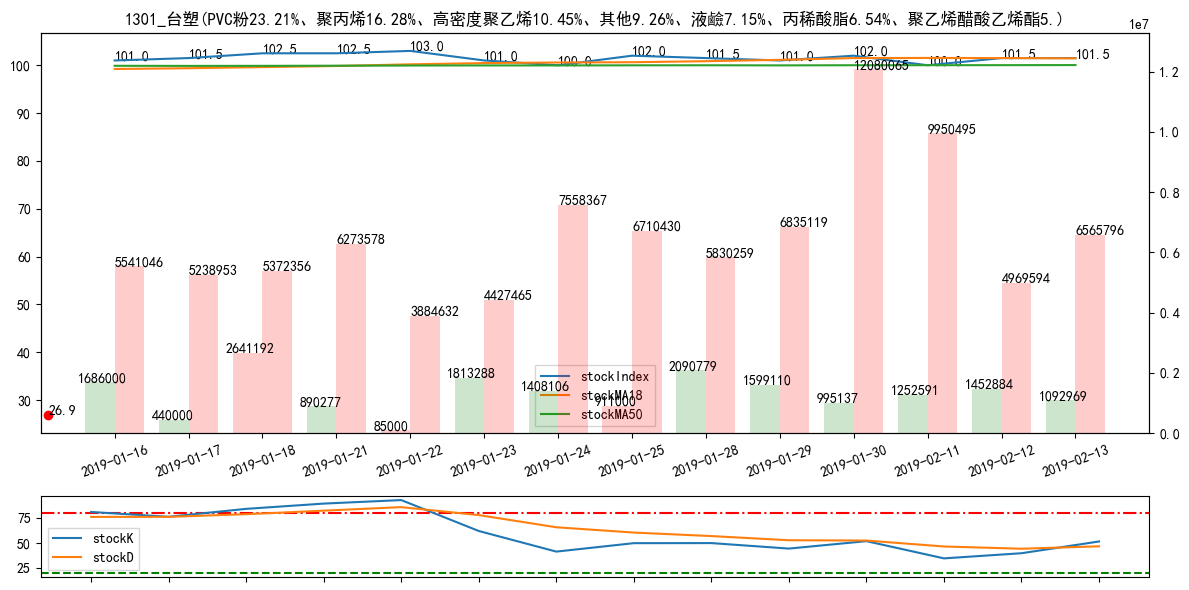 1301_台塑(PVC粉23.21%、聚丙烯16.28%、高密度聚乙烯10.45%、其他9.26%、液鹼7.15%、丙稀酸脂6.54%、聚乙烯醋酸乙烯酯5.)
1e7
101.0 101.5 102.5 102.5 103.0 101.0 100.0 102.0 101.5 101.0 102.0 100.0 101.5 101.5
100
90
80
70
60
50
40
30
1.2
1.0
0.8
0.6
0.4
0.2
0.0
5541046 5238953 5372356 6273578 3884632 4427465 7558367 6710430 5830259 6835119 12080065 9950495 4969594 6565796
1686000 440000 2641192 890277 85000 1813288 1408106 911000 2090779 1599110 995137 1252591 1452884 1092969
26.9
stockIndex
stockMA18
stockMA50
2019-01-16 2019-01-17 2019-01-18 2019-01-21 2019-01-22 2019-01-23 2019-01-24 2019-01-25 2019-01-28 2019-01-29 2019-01-30 2019-02-11 2019-02-12 2019-02-13
75
50
25
stockK
stockD